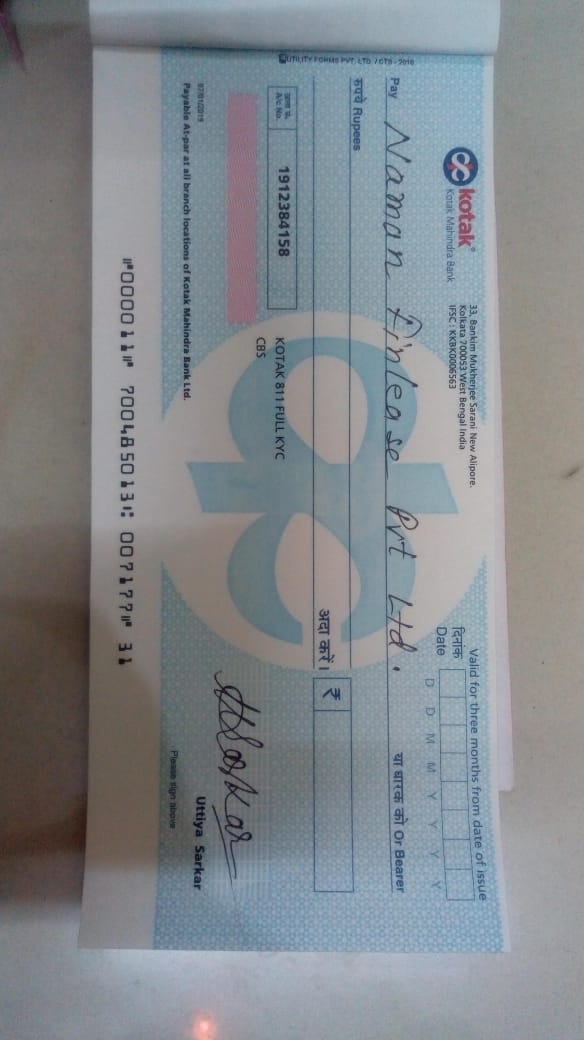 kotak®
Kotak Mahindra Bank
33, Bankim Mukherjee Sarani New Alipore,
Kolkata 700053 West Bengal India
IFSC : KKBK0006563
Valid for three months from date of issue
दिनांक
Date
D D M M Y Y Y Y
Pay Naman Finlease Pvt Ltd. या धारक को Or Bearer
रुपये Rupees
अदा करें। ₹
खाता सं.
A/c No. 1912384158
KOTAK 811 FULL KYC
CBS
UTILITY FORMS PVT. LTD. / CTS - 2010
07/01/2019
Payable At-par at all branch locations of Kotak Mahindra Bank Ltd.
USarkar
Uttiya Sarkar
Please sign above
⑈000011⑈ 700485013⑆ 007177⑈ 31